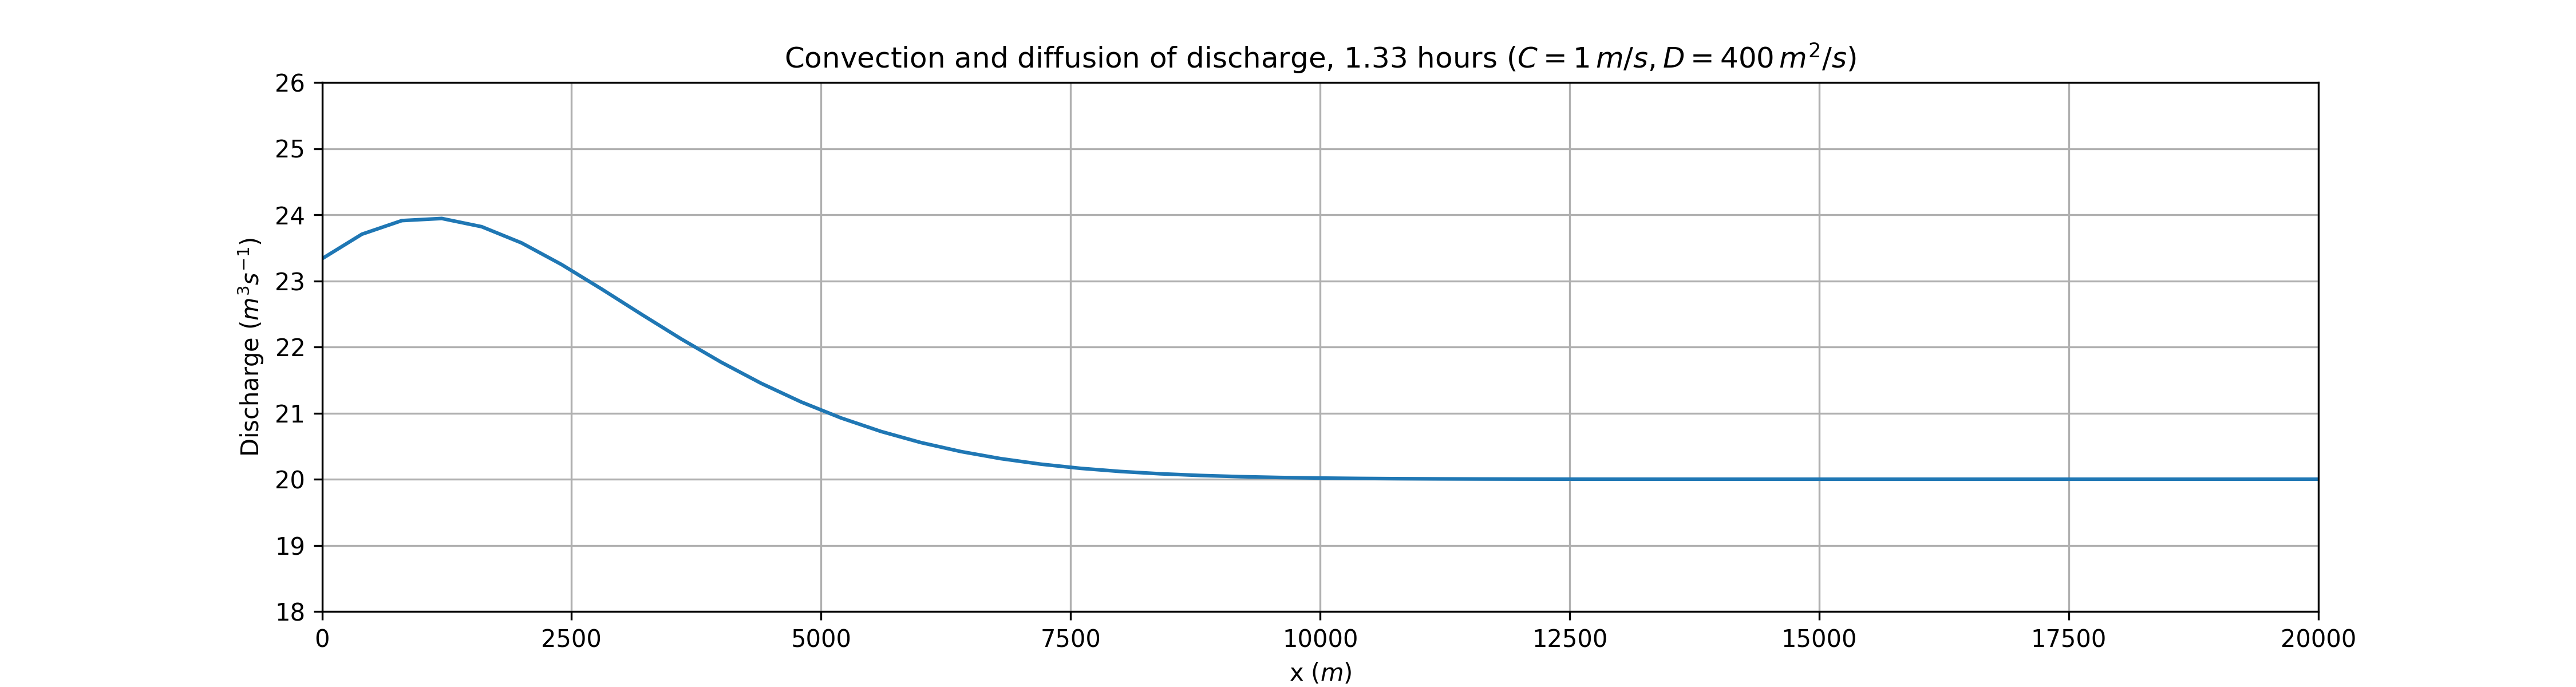 Convection and diffusion of discharge, 1.33 hours (C = 1 m/s, D = 400 m²/s)
26
25
24
23
22
21
20
19
18
Discharge (m³s⁻¹)
0 2500 5000 7500 10000 12500 15000 17500 20000
x (m)